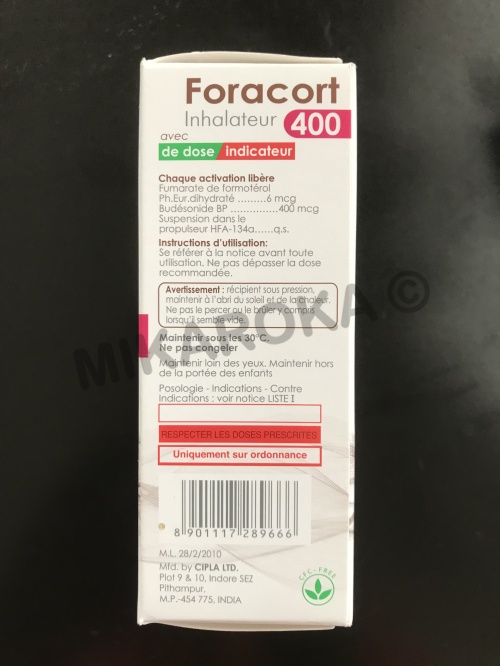 Foracort
Inhalateur 400
avec
de dose / indicateur
Chaque activation libère
Fumarate de formotérol
Ph.Eur.dihydraté .........6 mcg
Budésonide BP ...............400 mcg
Suspension dans le
propulseur HFA-134a......q.s.
Instructions d'utilisation:
Se référer à la notice avant toute
utilisation. Ne pas dépasser la dose
recommandée.
Avertissement : récipient sous pression,
maintenir à l'abri du soleil et de la chaleur.
Ne pas le percer ou le brûler y compris
lorsqu'il semble vide.
MIKAROKA ©
Maintenir sous les 30°C.
Ne pas congeler
Maintenir loin des yeux. Maintenir hors
de la portée des enfants
Posologie - Indications - Contre
Indications : voir notice LISTE I
RESPECTER LES DOSES PRESCRITES
Uniquement sur ordonnance
8 901117 289666
M.L. 28/2/2010
Mfd. by CIPLA LTD.
Plot 9 & 10, Indore SEZ
Pithampur,
M.P.-454 775, INDIA
CFC-FREE